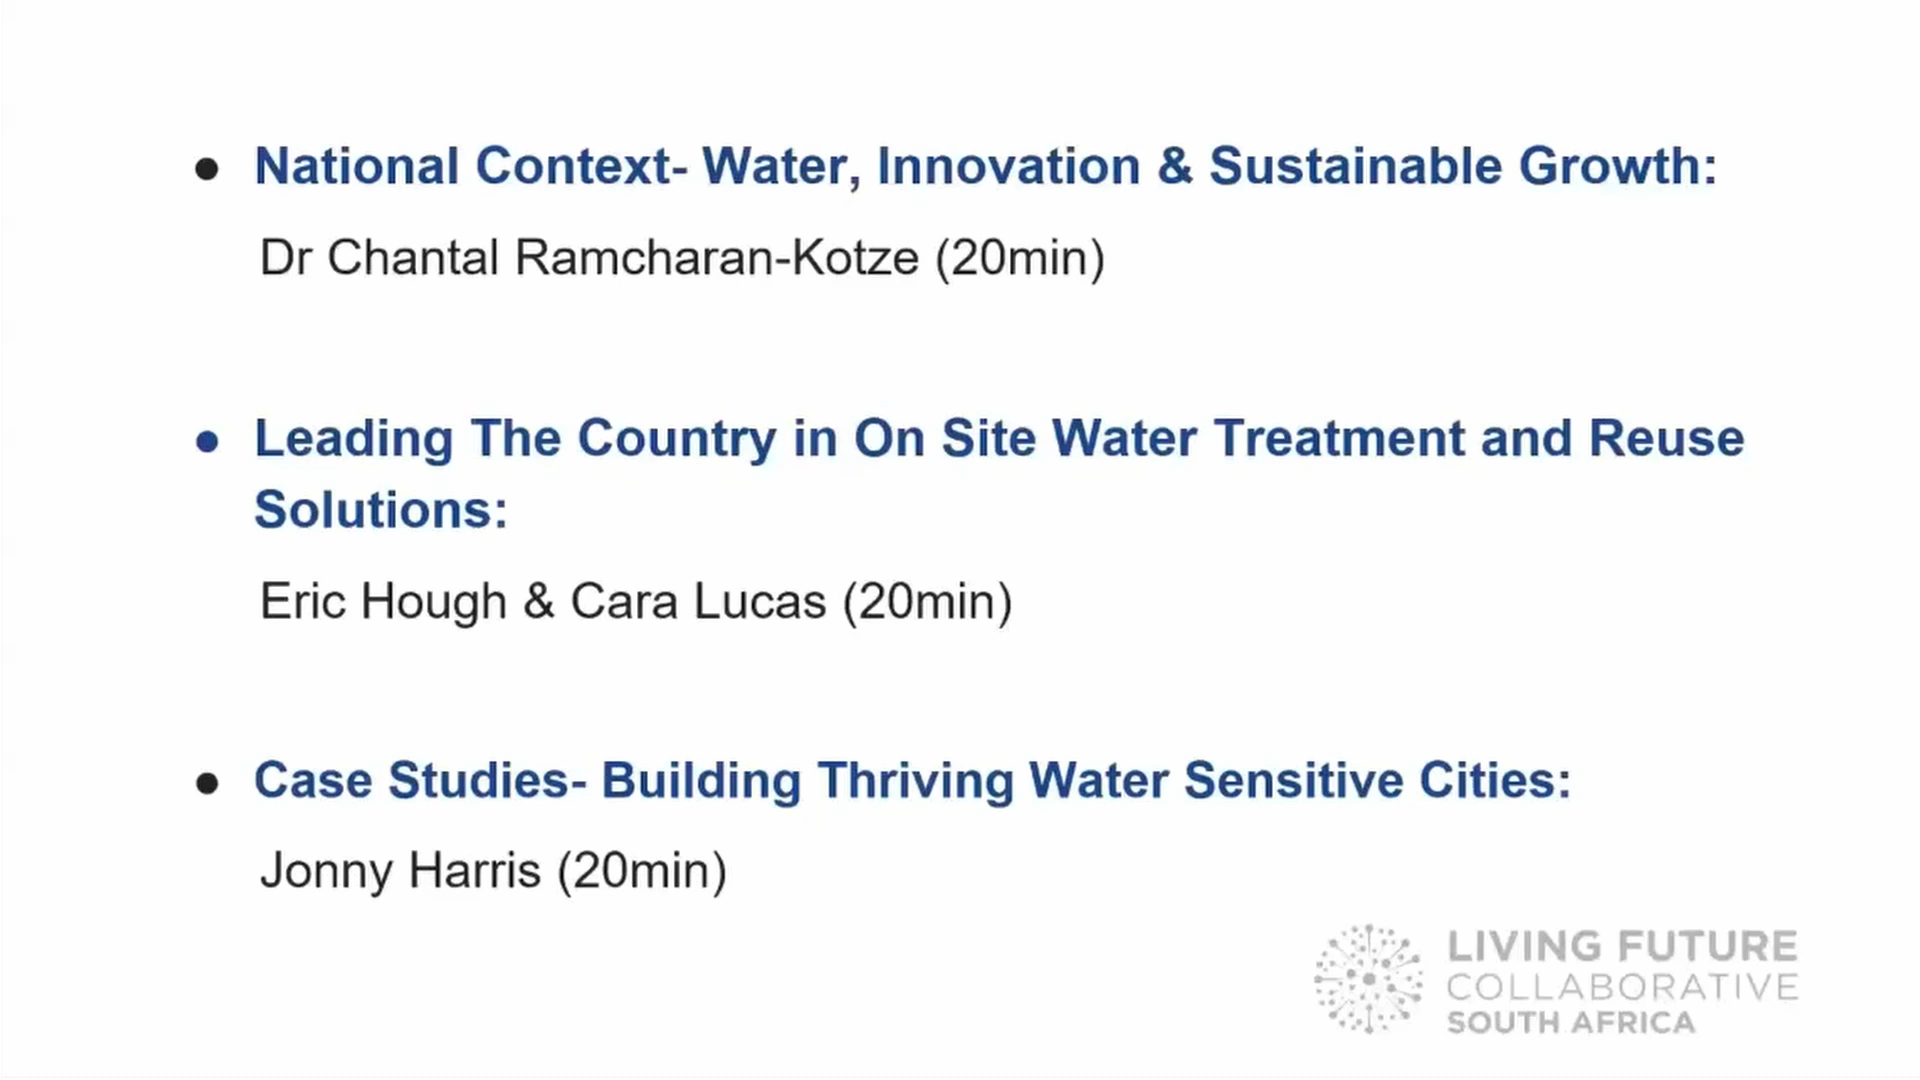 ● National Context- Water, Innovation & Sustainable Growth:
Dr Chantal Ramcharan-Kotze (20min)
● Leading The Country in On Site Water Treatment and Reuse
Solutions:
Eric Hough & Cara Lucas (20min)
● Case Studies- Building Thriving Water Sensitive Cities:
Jonny Harris (20min)
LIVING FUTURE
COLLABORATIVE
SOUTH AFRICA